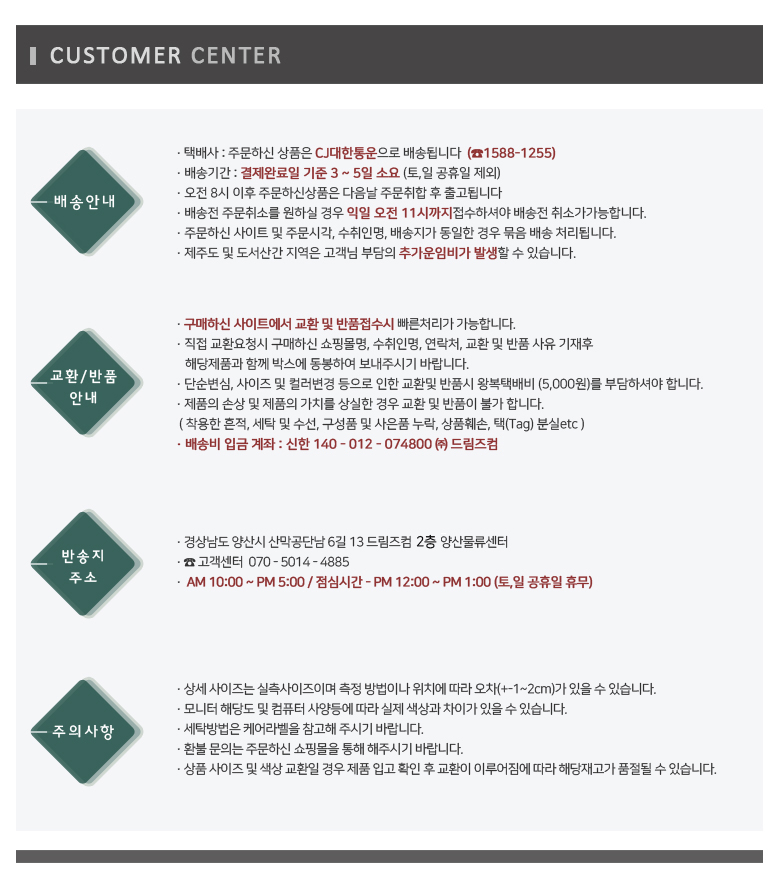 CUSTOMER CENTER
배송안내
· 택배사 : 주문하신 상품은 CJ대한통운으로 배송됩니다 (☎1588-1255)
· 배송기간 : 결제완료일 기준 3 ~ 5일 소요 (토,일 공휴일 제외)
· 오전 8시 이후 주문하신상품은 다음날 주문취합 후 출고됩니다
· 배송전 주문취소를 원하실 경우 익일 오전 11시까지접수하셔야 배송전 취소가가능합니다.
· 주문하신 사이트 및 주문시각, 수취인명, 배송지가 동일한 경우 묶음 배송 처리됩니다.
· 제주도 및 도서산간 지역은 고객님 부담의 추가운임비가 발생할 수 있습니다.
교환/반품
안내
· 구매하신 사이트에서 교환 및 반품접수시 빠른처리가 가능합니다.
· 직접 교환요청시 구매하신 쇼핑몰명, 수취인명, 연락처, 교환 및 반품 사유 기재후
해당제품과 함께 박스에 동봉하여 보내주시기 바랍니다.
· 단순변심, 사이즈 및 컬러변경 등으로 인한 교환및 반품시 왕복택배비 (5,000원)를 부담하셔야 합니다.
· 제품의 손상 및 제품의 가치를 상실한 경우 교환 및 반품이 불가 합니다.
( 착용한 흔적, 세탁 및 수선, 구성품 및 사은품 누락, 상품훼손, 택(Tag) 분실etc )
· 배송비 입금 계좌 : 신한 140 - 012 - 074800 ㈜ 드림즈컴
반송지
주소
· 경상남도 양산시 산막공단남 6길 13 드림즈컴 2층 양산물류센터
· ☎ 고객센터 070 - 5014 - 4885
· AM 10:00 ~ PM 5:00 / 점심시간 - PM 12:00 ~ PM 1:00 (토,일 공휴일 휴무)
주의사항
· 상세 사이즈는 실측사이즈이며 측정 방법이나 위치에 따라 오차(+-1~2cm)가 있을 수 있습니다.
· 모니터 해당도 및 컴퓨터 사양등에 따라 실제 색상과 차이가 있을 수 있습니다.
· 세탁방법은 케어라벨을 참고해 주시기 바랍니다.
· 환불 문의는 주문하신 쇼핑몰을 통해 해주시기 바랍니다.
· 상품 사이즈 및 색상 교환일 경우 제품 입고 확인 후 교환이 이루어짐에 따라 해당재고가 품절될 수 있습니다.